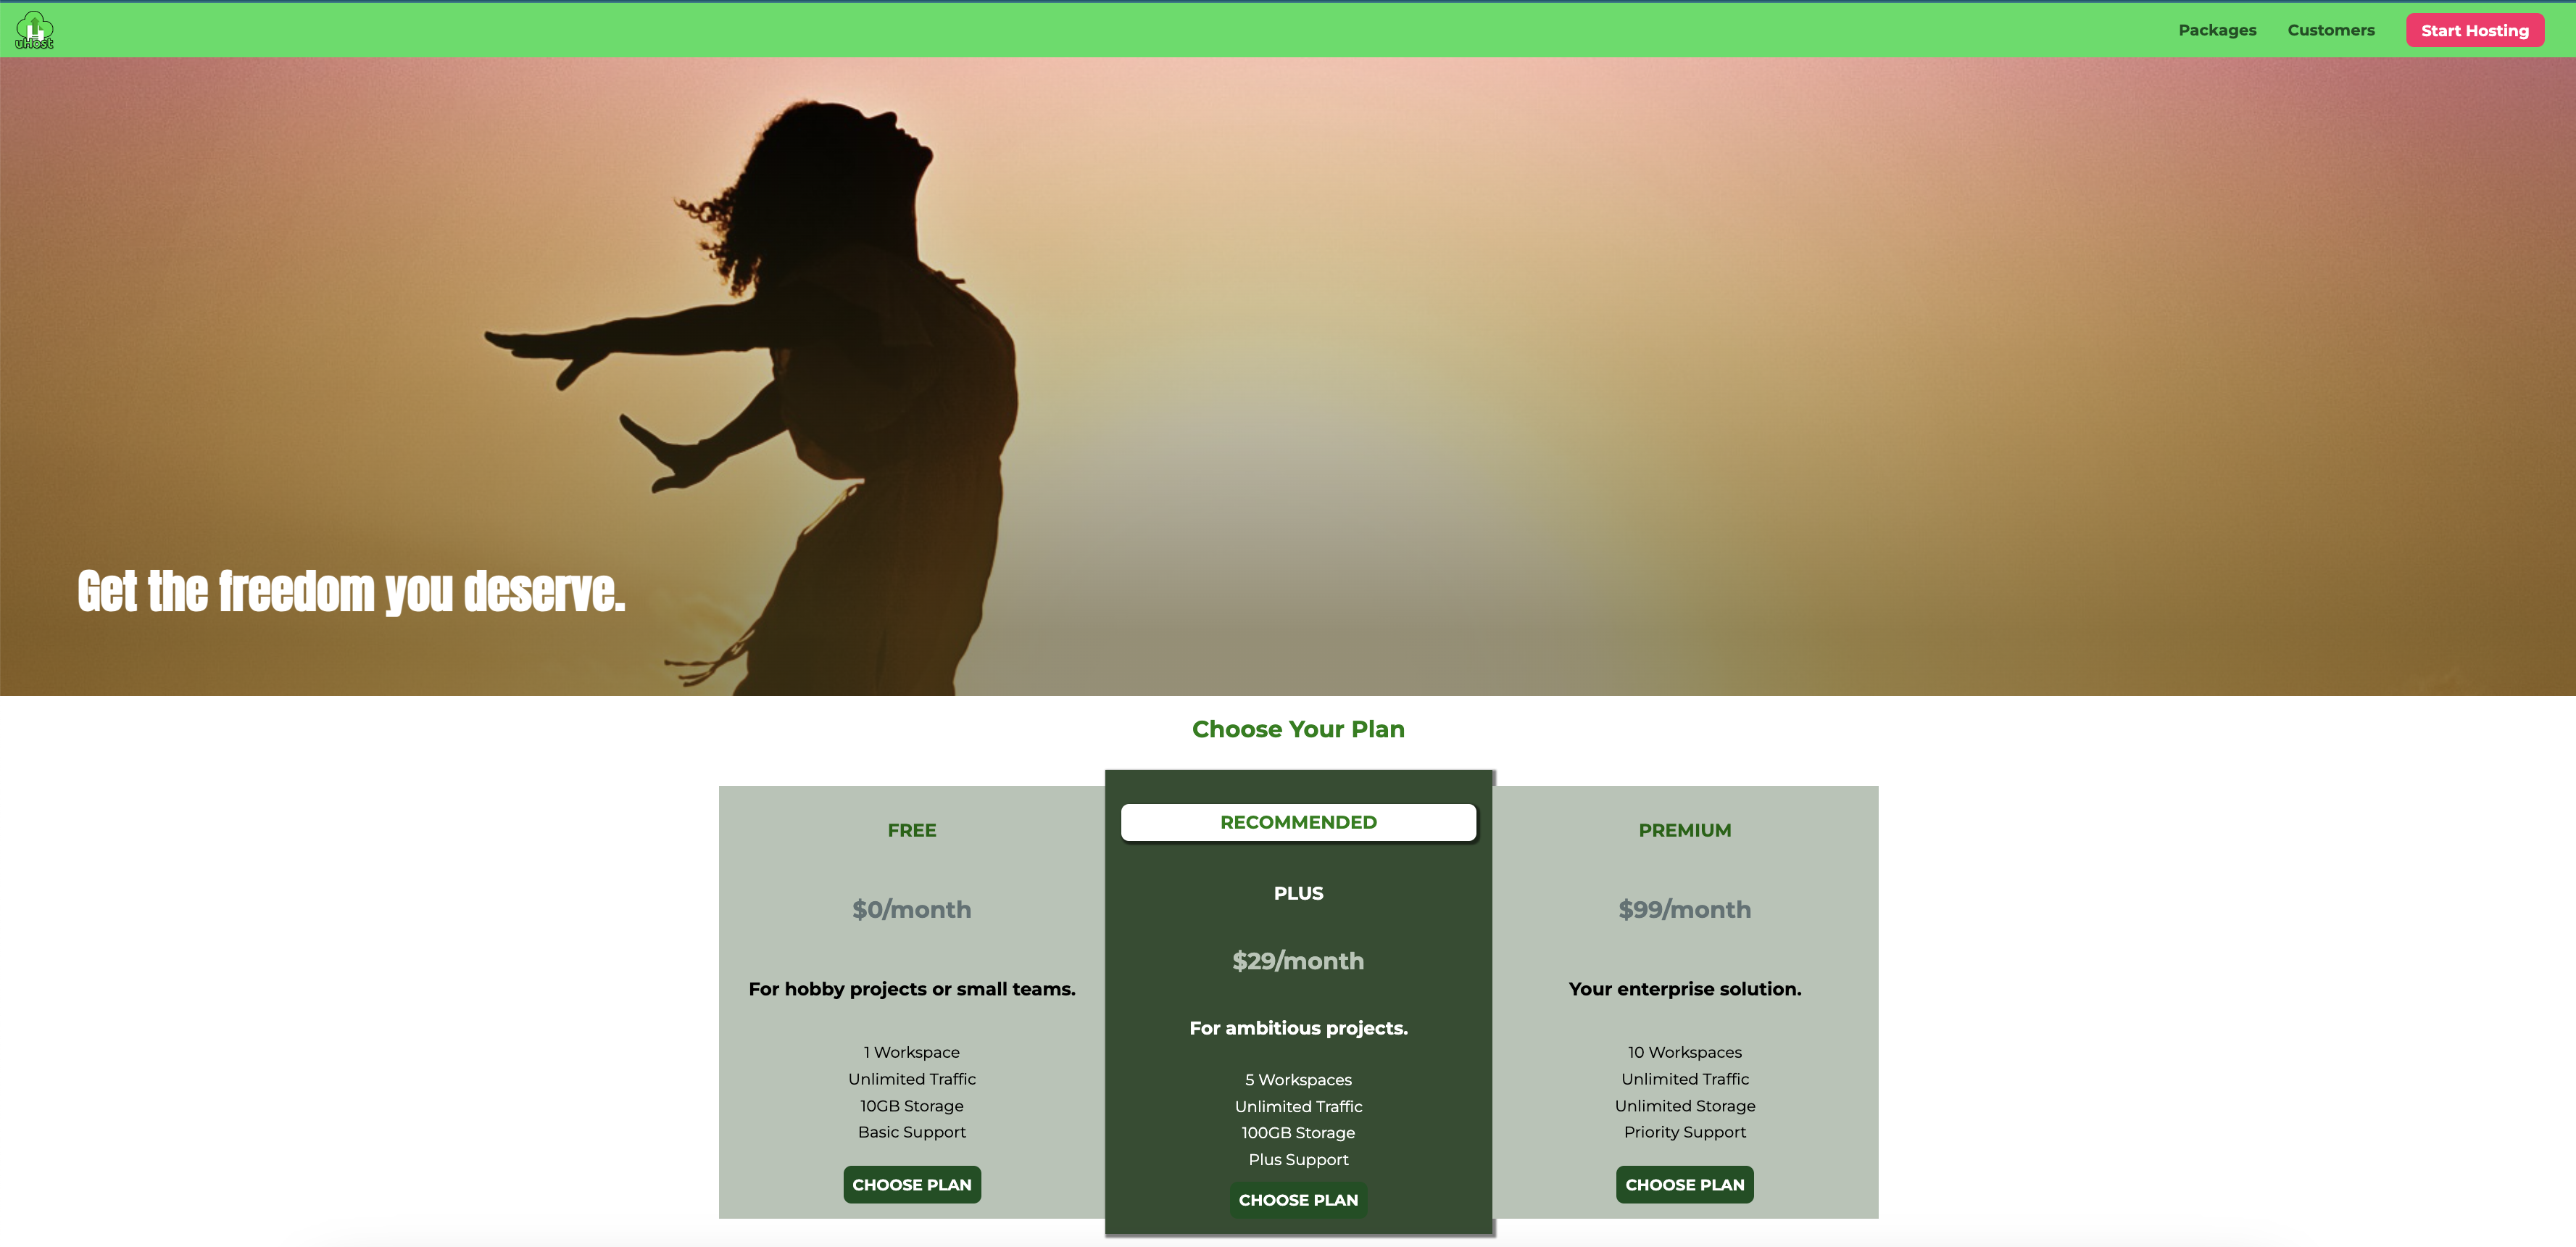 uHost
Packages
Customers
Start Hosting
Get the freedom you deserve.
Choose Your Plan
FREE
$0/month
For hobby projects or small teams.
1 Workspace
Unlimited Traffic
10GB Storage
Basic Support
CHOOSE PLAN
RECOMMENDED
PLUS
$29/month
For ambitious projects.
5 Workspaces
Unlimited Traffic
100GB Storage
Plus Support
CHOOSE PLAN
PREMIUM
$99/month
Your enterprise solution.
10 Workspaces
Unlimited Traffic
Unlimited Storage
Priority Support
CHOOSE PLAN